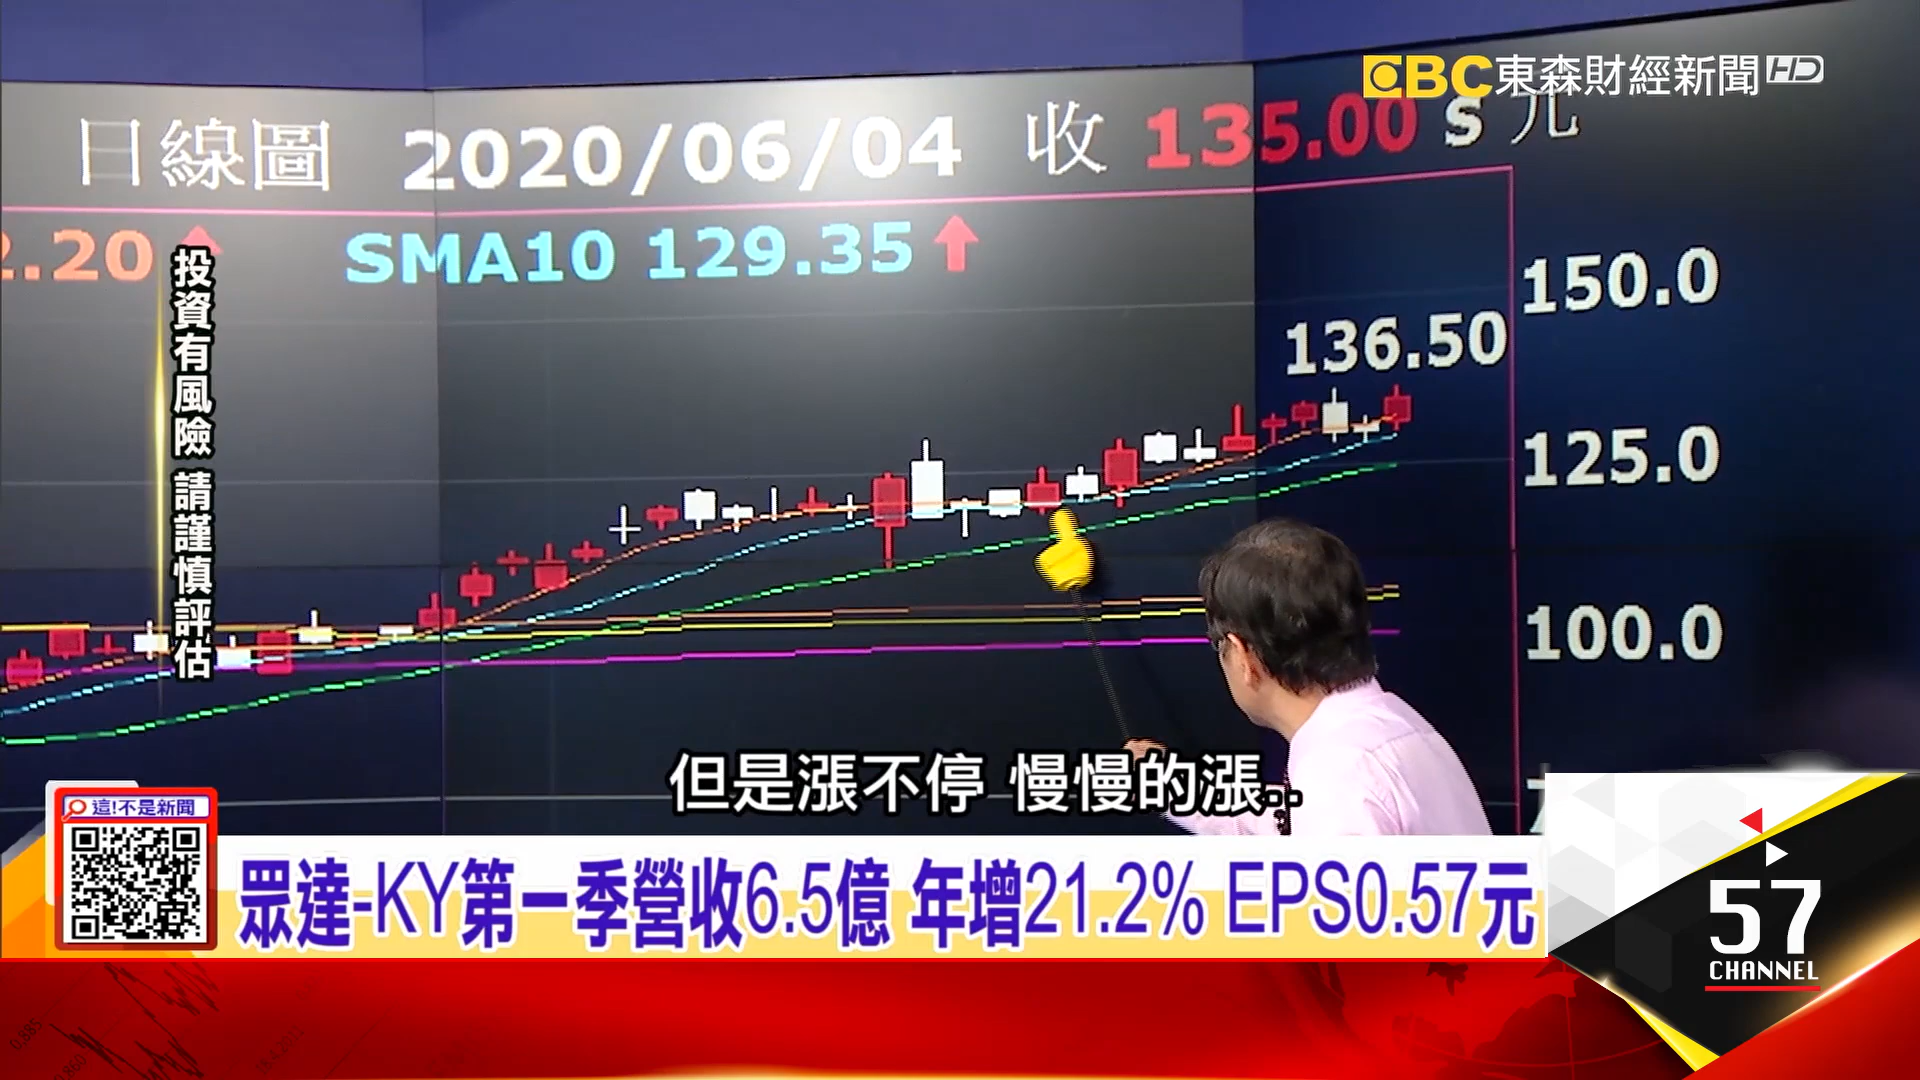 EBC東森財經新聞HD
日線圖 2020/06/04 收 135.00 s 元
2.20 SMA10 129.35
投資有風險 請謹慎評估
150.0
136.50
125.0
100.0
但是漲不停 慢慢的漲..
這!不是新聞
眾達-KY第一季營收6.5億 年增21.2% EPS0.57元
57
CHANNEL